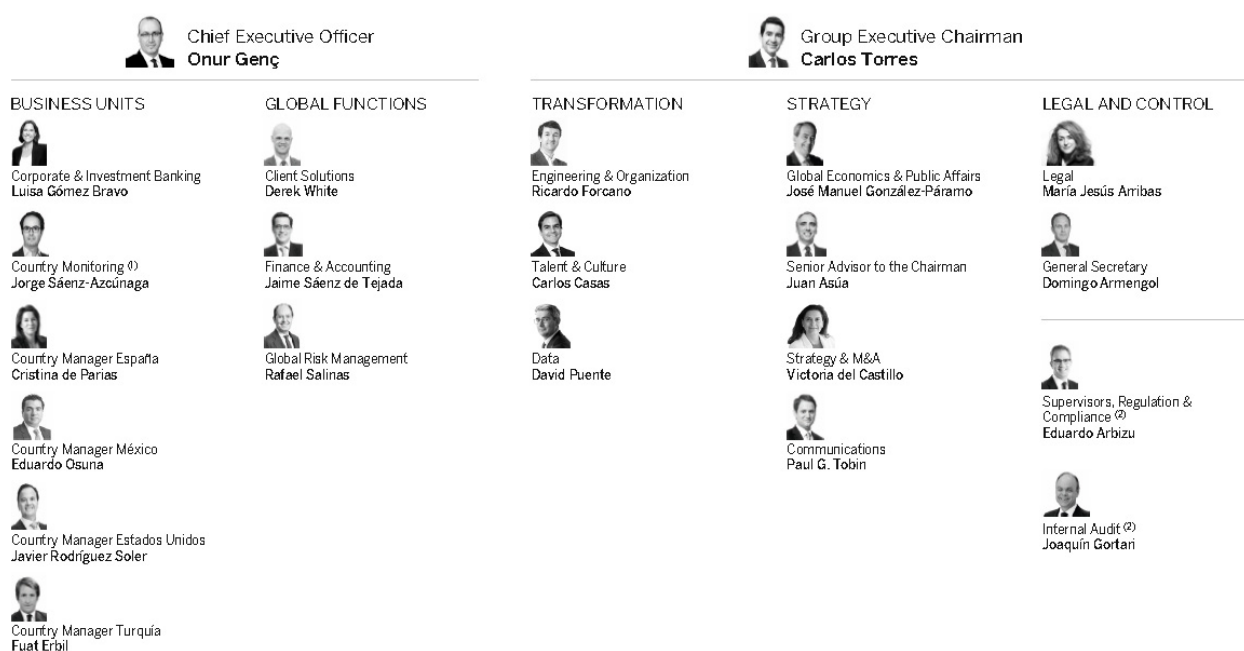 Chief Executive Officer
Onur Genç
Group Executive Chairman
Carlos Torres
BUSINESS UNITS
Corporate & Investment Banking
Luisa Gómez Bravo
Country Monitoring (1)
Jorge Sáenz-Azcúnaga
Country Manager España
Cristina de Parias
Country Manager México
Eduardo Osuna
Country Manager Estados Unidos
Javier Rodríguez Soler
Country Manager Turquía
Fuat Erbil
GLOBAL FUNCTIONS
Client Solutions
Derek White
Finance & Accounting
Jaime Sáenz de Tejada
Global Risk Management
Rafael Salinas
TRANSFORMATION
Engineering & Organization
Ricardo Forcano
Talent & Culture
Carlos Casas
Data
David Puente
STRATEGY
Global Economics & Public Affairs
José Manuel González-Páramo
Senior Advisor to the Chairman
Juan Asúa
Strategy & M&A
Victoria del Castillo
Communications
Paul G. Tobin
LEGAL AND CONTROL
Legal
María Jesús Arribas
General Secretary
Domingo Armengol
Supervisors, Regulation &
Compliance (2)
Eduardo Arbizu
Internal Audit (2)
Joaquín Gortari